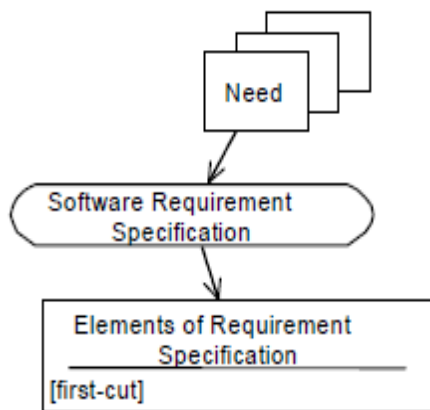 Need
Software Requirement
Specification
Elements of Requirement
Specification
[first-cut]